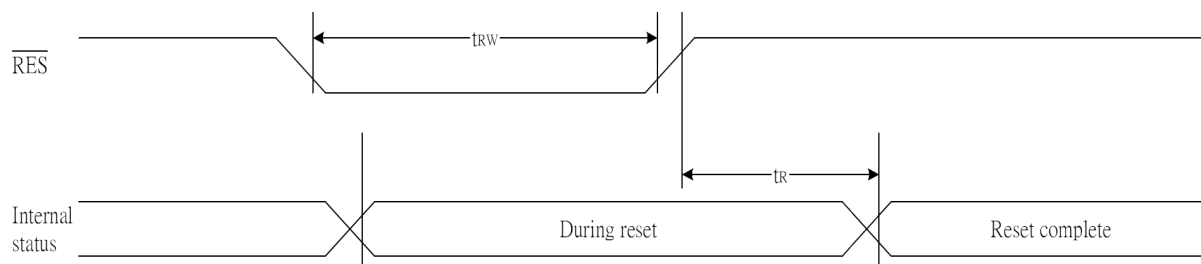 tRW
RES
tR
Internal
status
During reset
Reset complete